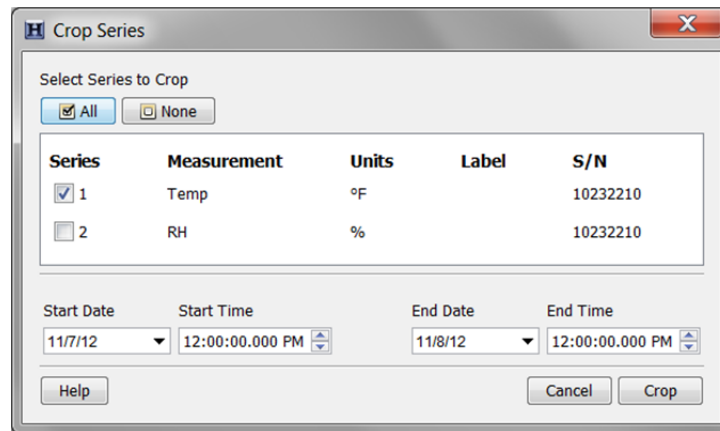 H Crop Series
Select Series to Crop
All None
Series Measurement Units Label S/N
1 Temp °F 10232210
2 RH % 10232210
Start Date Start Time End Date End Time
11/7/12 12:00:00.000 PM 11/8/12 12:00:00.000 PM
Help Cancel Crop